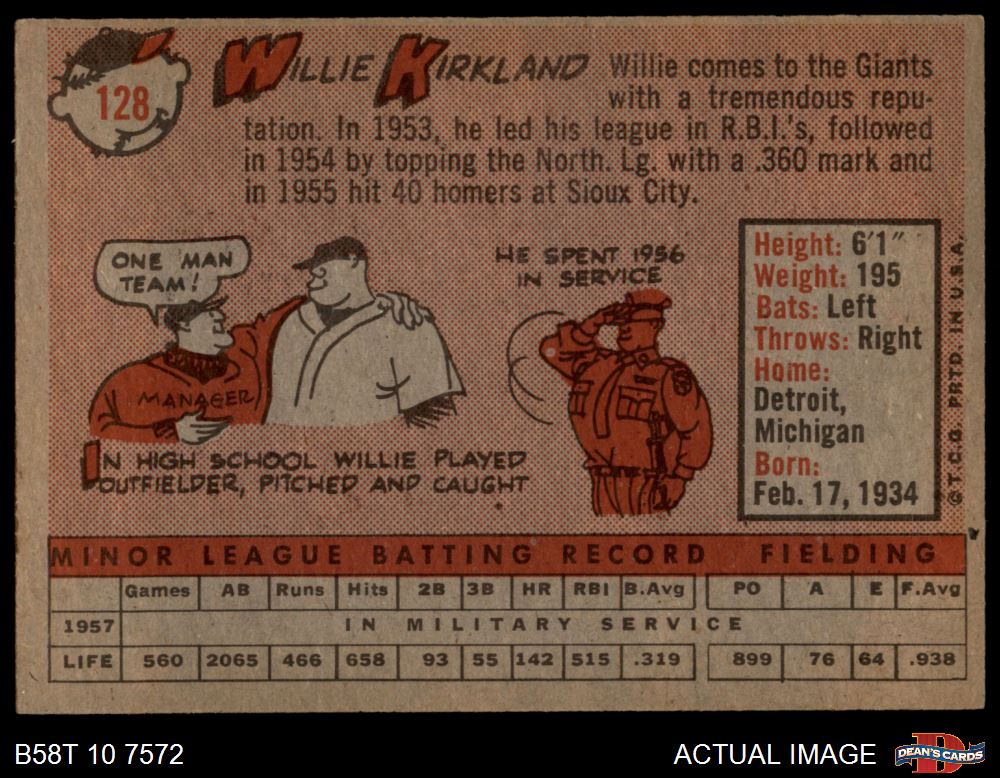 128
WILLIE KIRKLAND
Willie comes to the Giants
with a tremendous repu-
tation. In 1953, he led his league in R.B.I.'s, followed
in 1954 by topping the North. Lg. with a .360 mark and
in 1955 hit 40 homers at Sioux City.
ONE MAN
TEAM!
MANAGER
IN HIGH SCHOOL WILLIE PLAYED
OUTFIELDER, PITCHED AND CAUGHT
HE SPENT 1956
IN SERVICE
Height: 6'1"
Weight: 195
Bats: Left
Throws: Right
Home:
Detroit,
Michigan
Born:
Feb. 17, 1934
© T.C.G. PRTD. IN U.S.A.
MINOR LEAGUE BATTING RECORD FIELDING
Games AB Runs Hits 2B 3B HR RBI B.Avg PO A E F.Avg
1957 IN MILITARY SERVICE
LIFE 560 2065 466 658 93 55 142 515 .319 899 76 64 .938
B58T 10 7572
ACTUAL IMAGE
DEAN'S CARDS